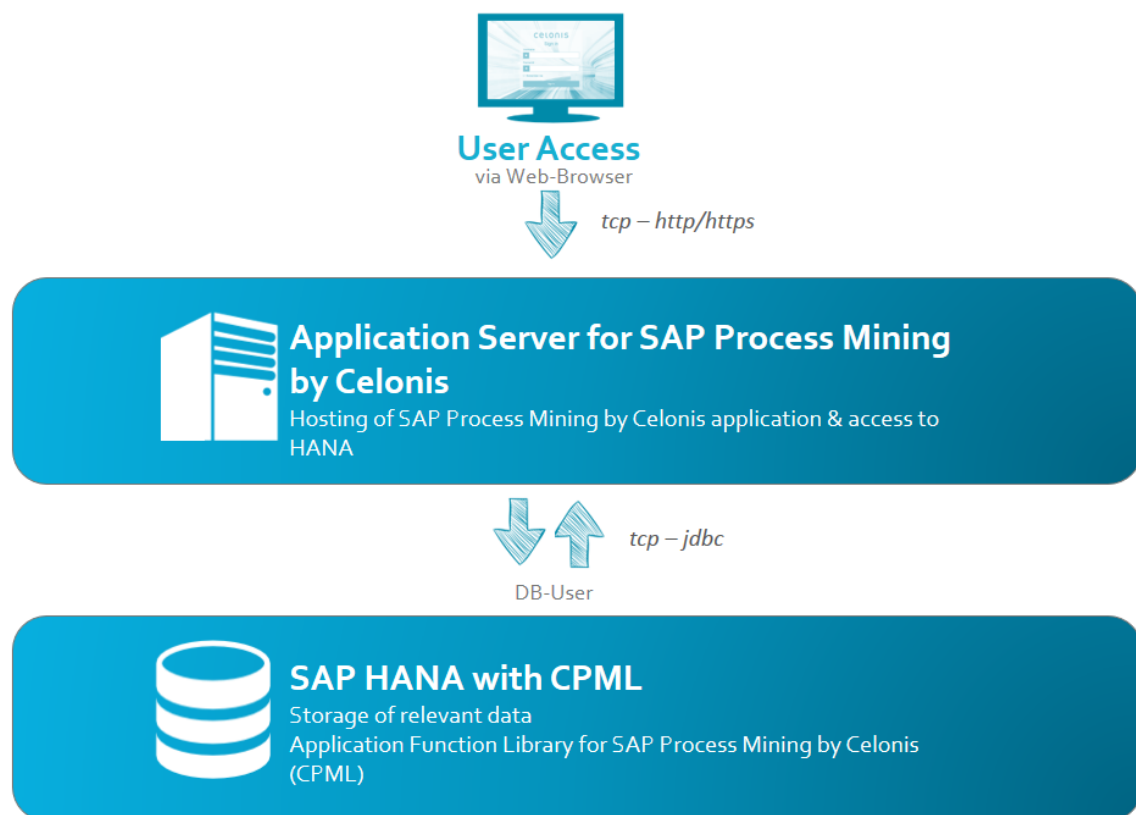 celonis
User Access
via Web-Browser
tcp – http/https
Application Server for SAP Process Mining
by Celonis
Hosting of SAP Process Mining by Celonis application & access to
HANA
tcp – jdbc
DB-User
SAP HANA with CPML
Storage of relevant data
Application Function Library for SAP Process Mining by Celonis
(CPML)